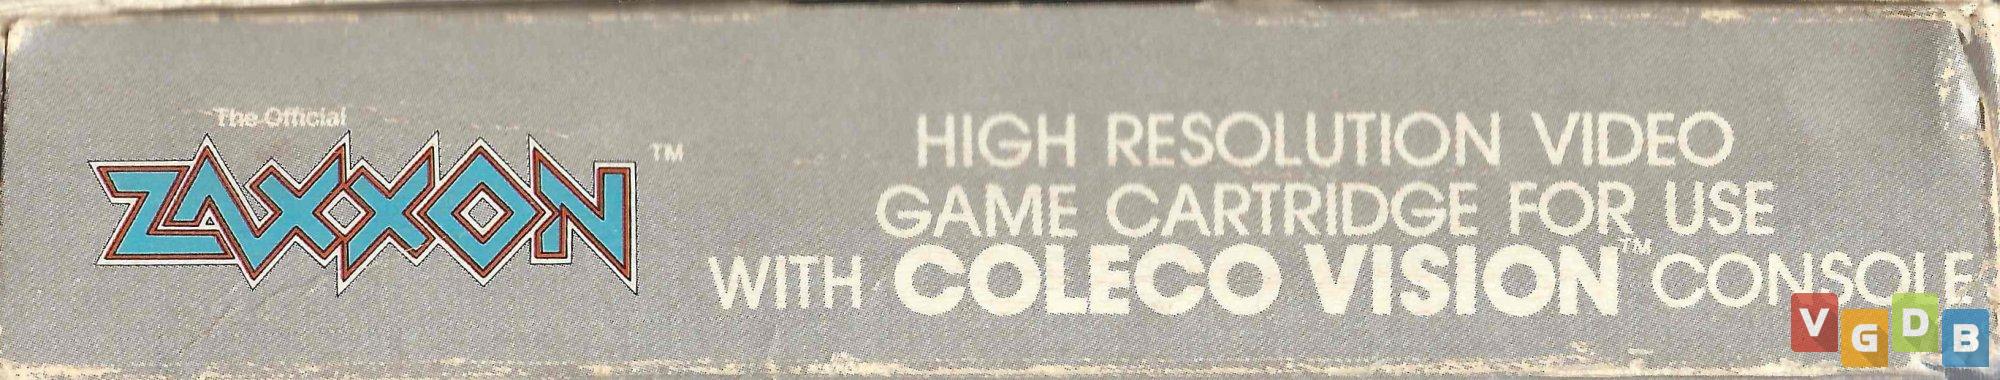 The Official
ZAXXON™
HIGH RESOLUTION VIDEO
GAME CARTRIDGE FOR USE
WITH COLECO VISION™ CONSOLE
VGDB